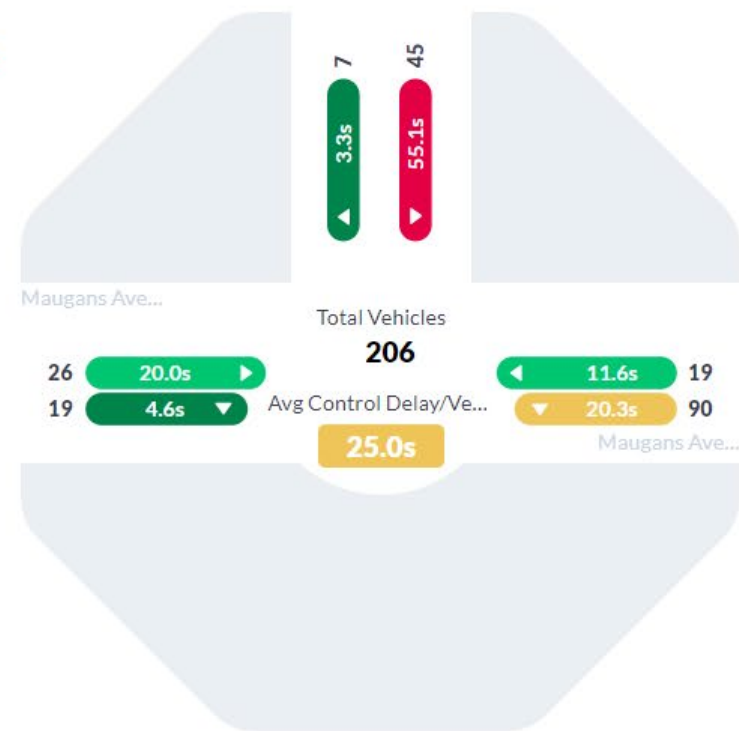 7
45
3.3s
55.1s
Maugans Ave...
Total Vehicles
206
26
20.0s
11.6s
19
19
4.6s
Avg Control Delay/Ve...
20.3s
90
25.0s
Maugans Ave...